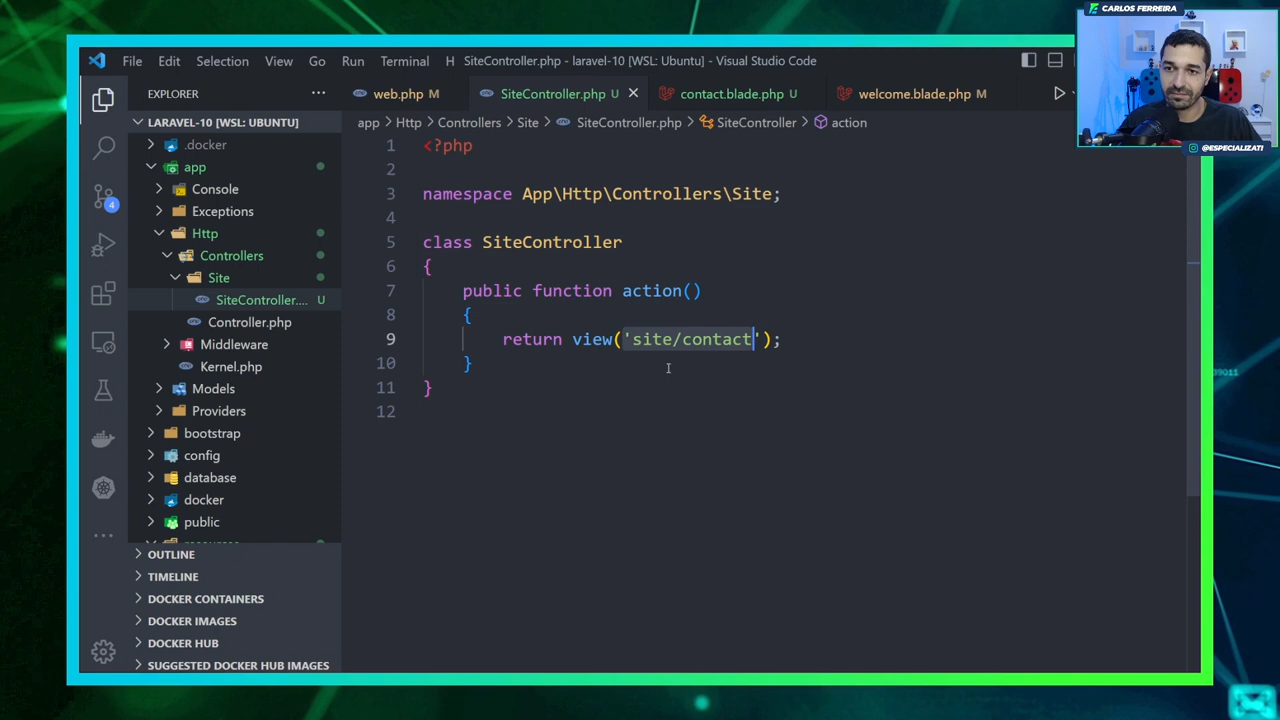 CARLOS FERREIRA
@ESPECIALIZATI
File Edit Selection View Go Run Terminal H SiteController.php - laravel-10 [WSL: Ubuntu] - Visual Studio Code
EXPLORER ...
web.php M SiteController.php U contact.blade.php U welcome.blade.php M
LARAVEL-10 [WSL: UBUNTU]
app > Http > Controllers > Site > SiteController.php > SiteController > action
.docker
app
Console
Exceptions
Http
Controllers
Site
SiteController.... U
Controller.php
Middleware
Kernel.php
Models
Providers
bootstrap
config
database
docker
public
OUTLINE
TIMELINE
DOCKER CONTAINERS
DOCKER IMAGES
DOCKER HUB
SUGGESTED DOCKER HUB IMAGES
4
1 <?php
2
3 namespace App\Http\Controllers\Site;
4
5 class SiteController
6 {
7 public function action()
8 {
9 return view('site/contact');
10 }
11 }
12
39011